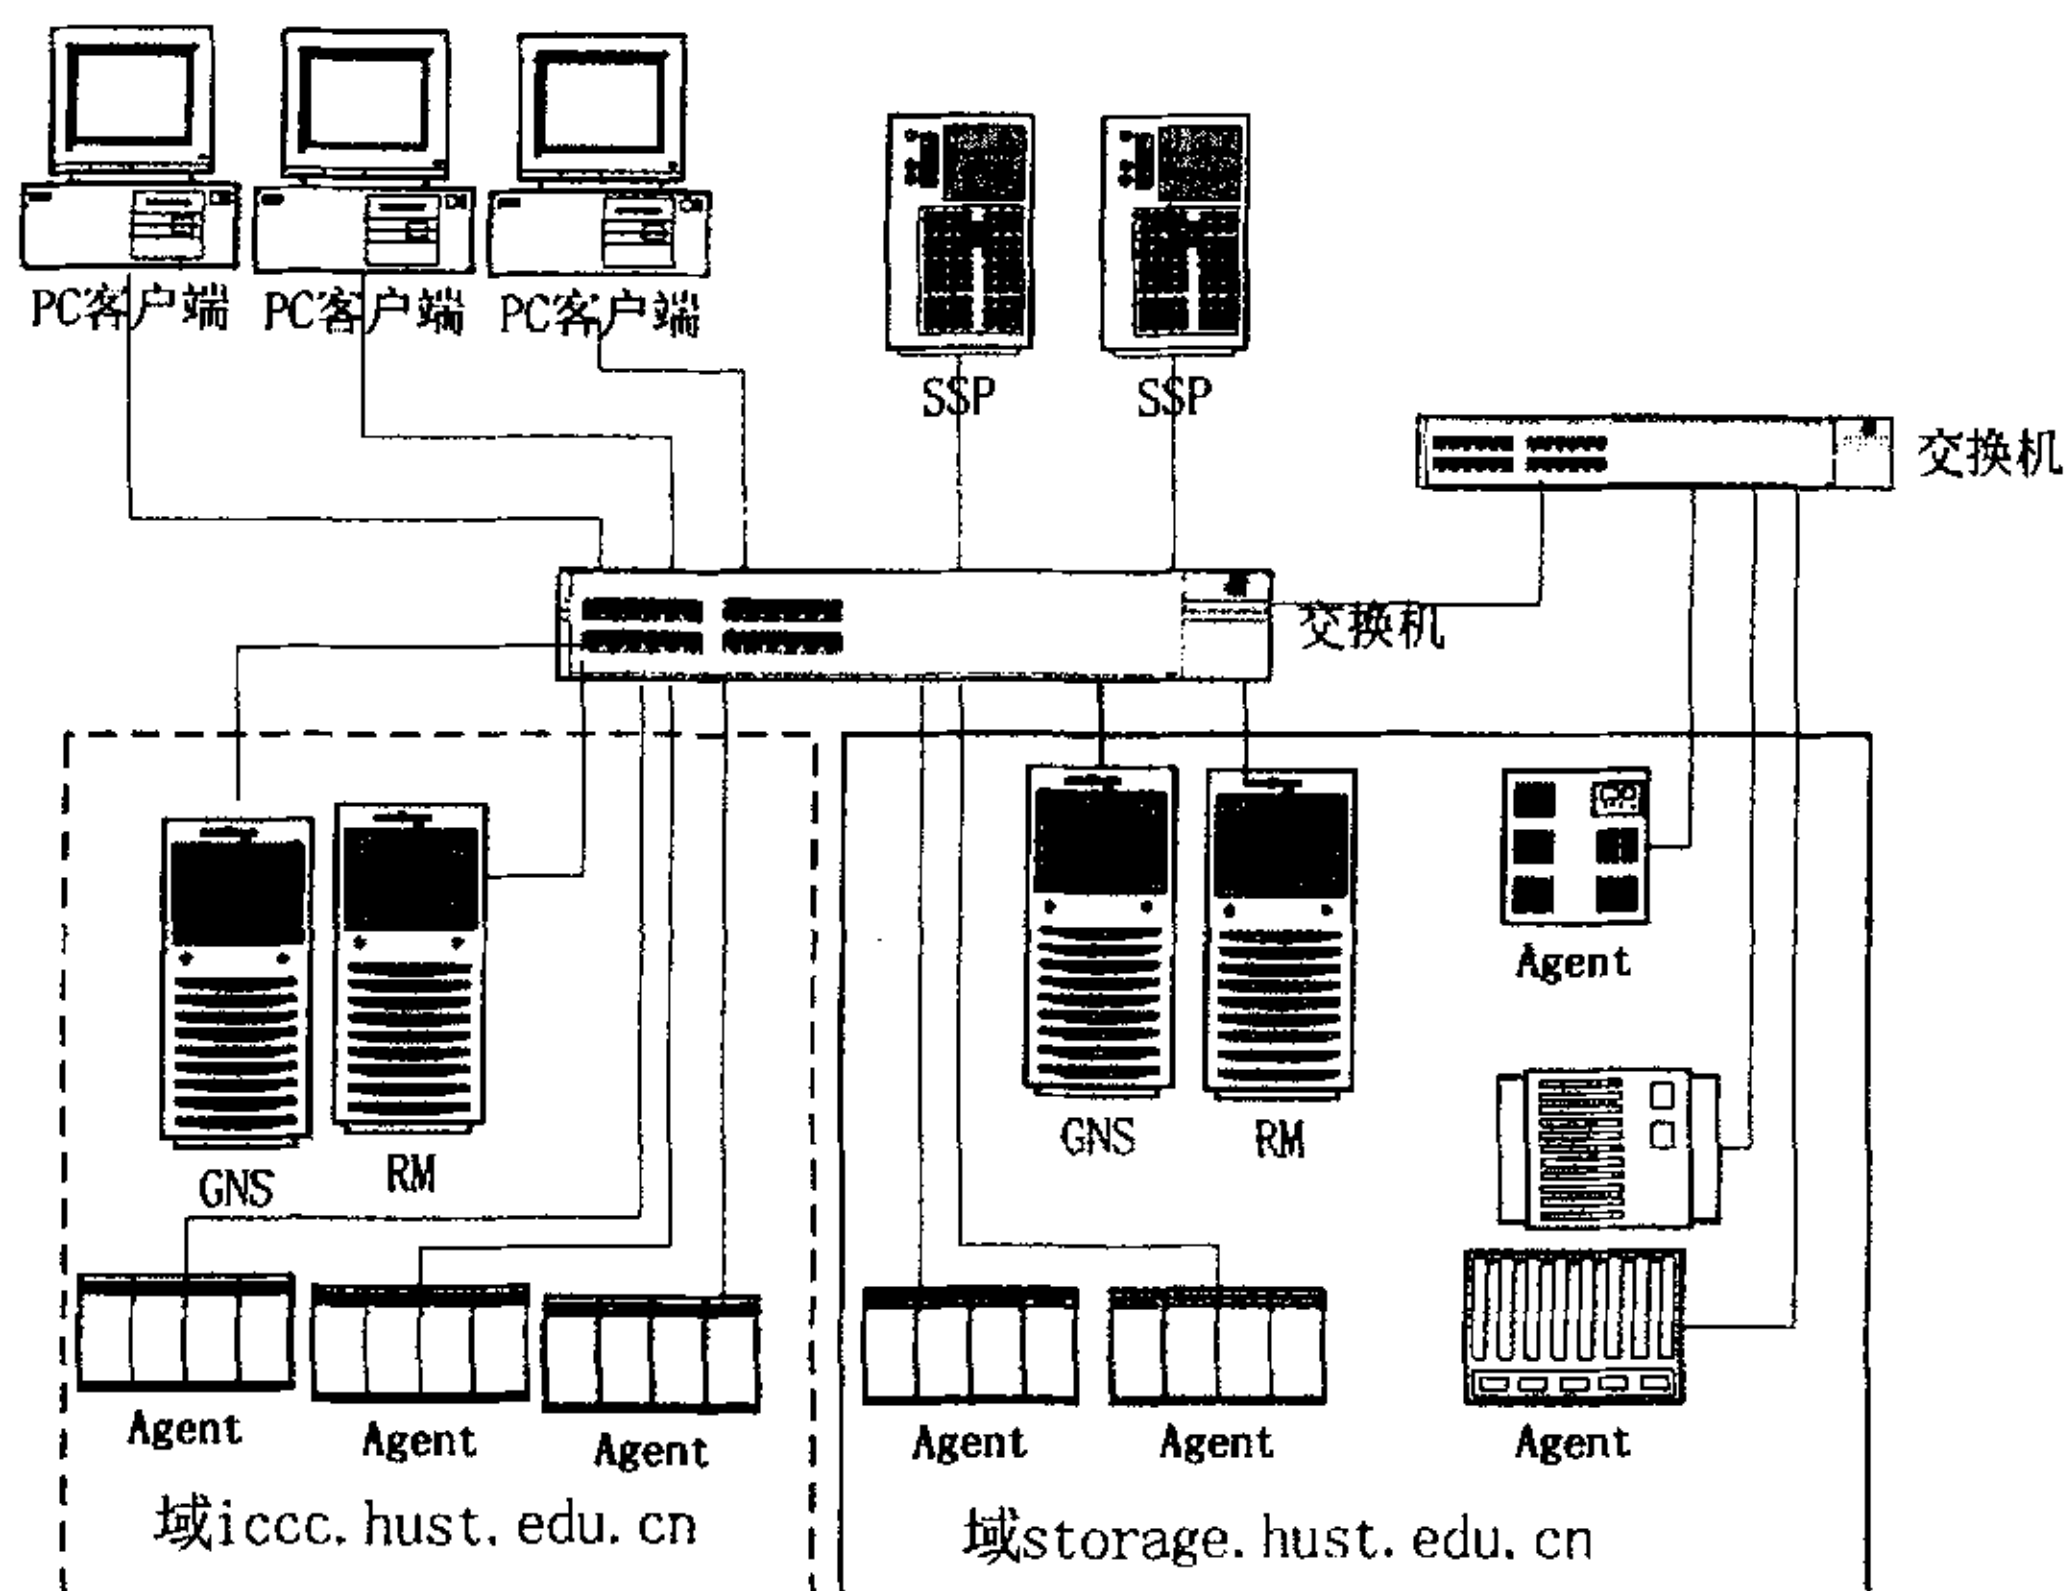 PC客户端 PC客户端 PC客户端
SSP SSP
交换机
交换机
GNS RM
GNS RM
Agent
Agent Agent Agent
Agent Agent Agent
域iccc.hust.edu.cn
域storage.hust.edu.cn